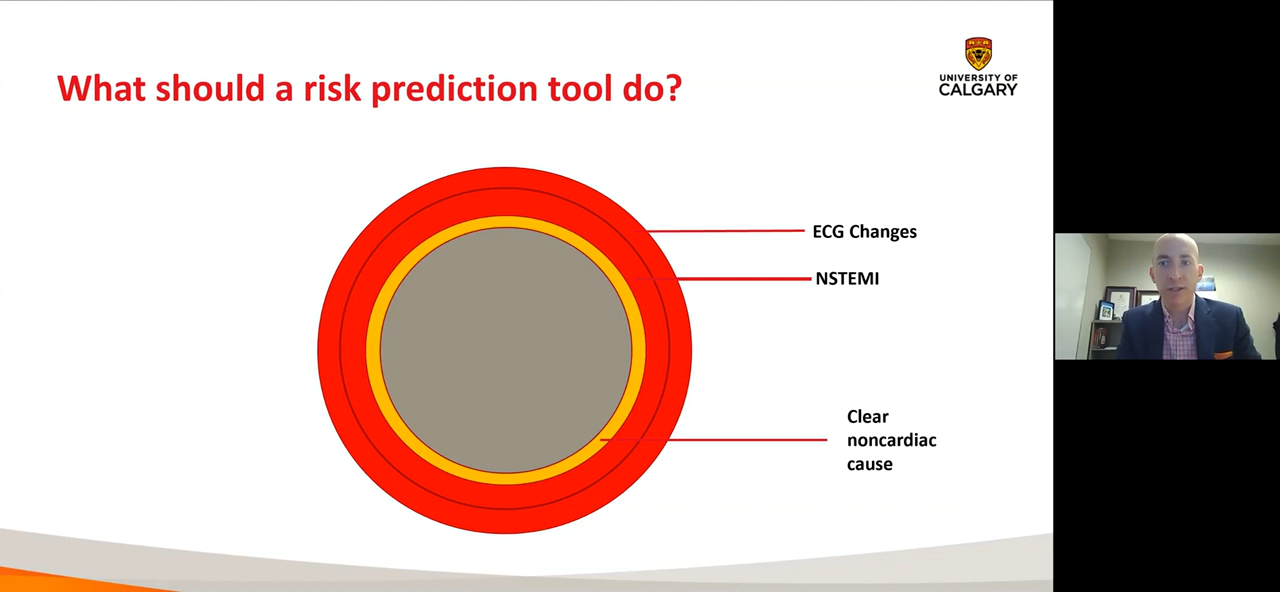 What should a risk prediction tool do?
UNIVERSITY OF
CALGARY
ECG Changes
NSTEMI
Clear
noncardiac
cause